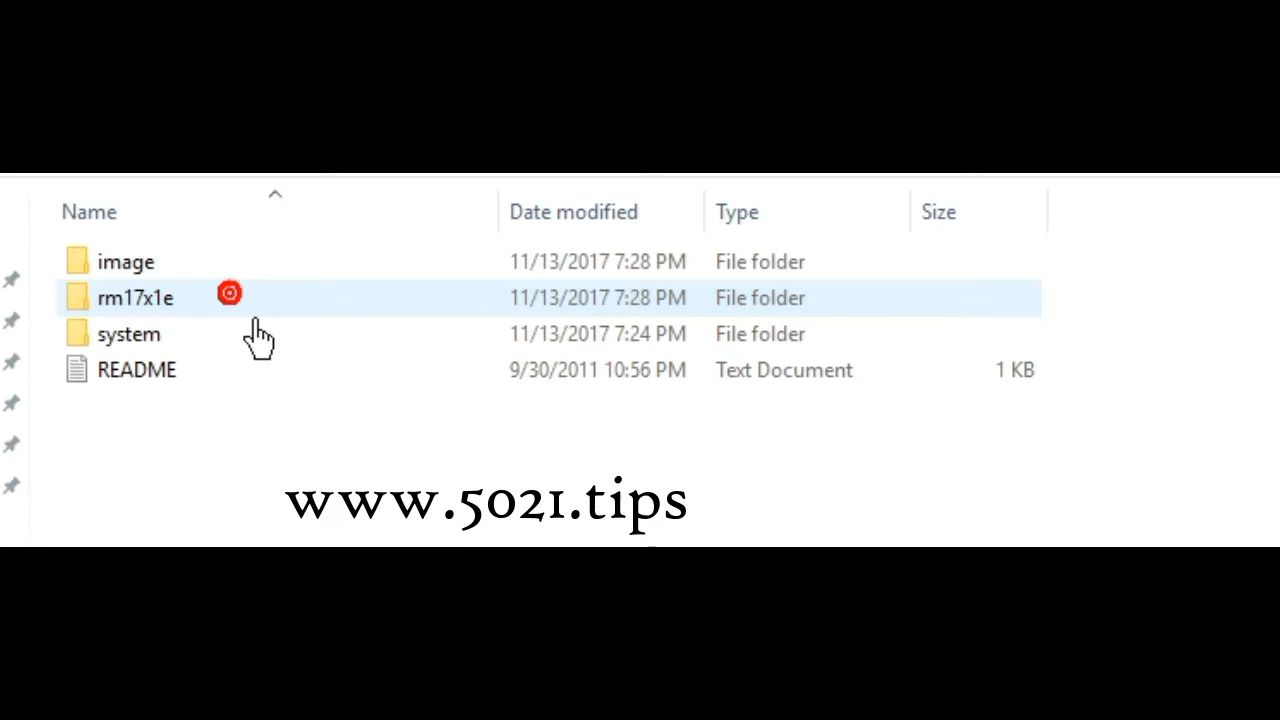 Name Date modified Type Size
image 11/13/2017 7:28 PM File folder
rm17x1e 11/13/2017 7:28 PM File folder
system 11/13/2017 7:24 PM File folder
README 9/30/2011 10:56 PM Text Document 1 KB
www.5021.tips